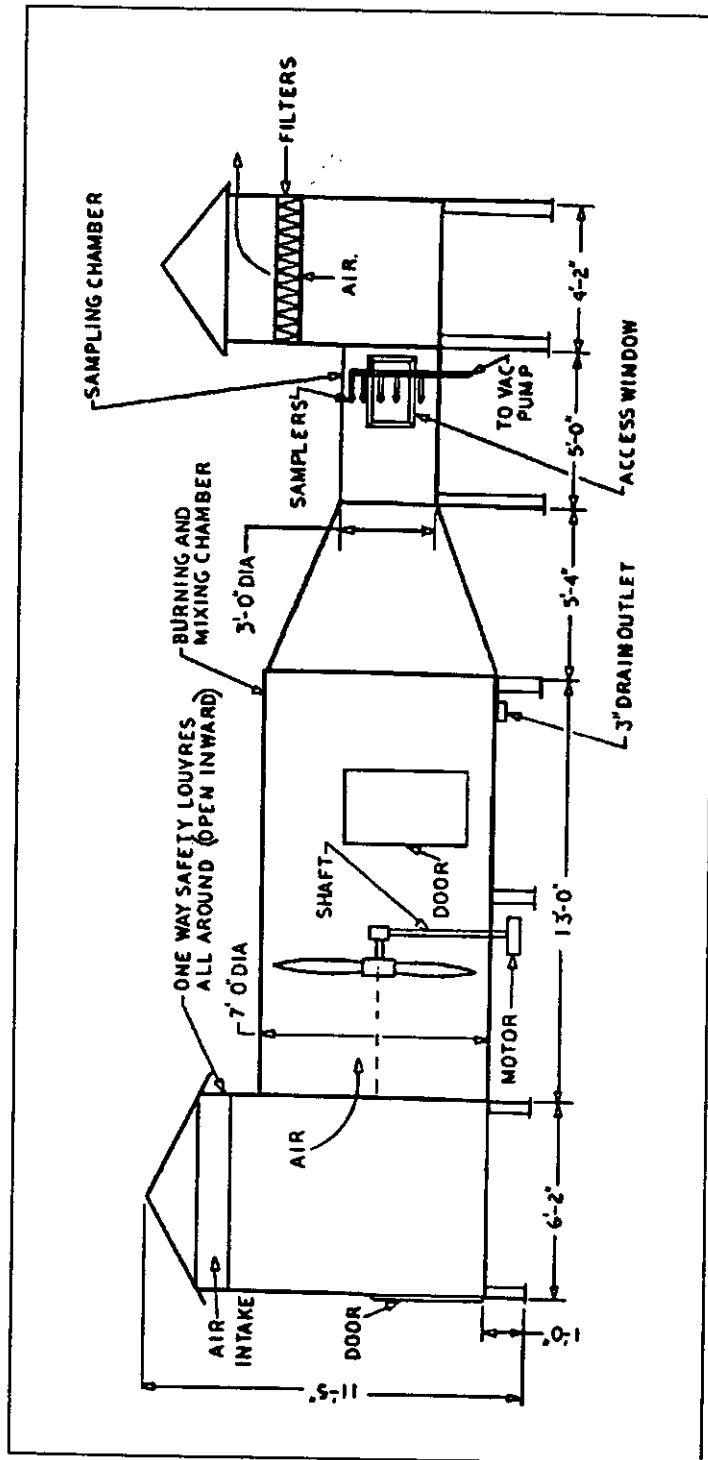 ONE WAY SAFETY LOUVRES
ALL AROUND (OPEN INWARD)
7' 0" DIA
BURNING AND
MIXING CHAMBER
3'-0" DIA
SAMPLING CHAMBER
SAMPLERS
FILTERS
AIR.
AIR
INTAKE
AIR
SHAFT
DOOR
DOOR
MOTOR
TO VAC-
PUMP
ACCESS WINDOW
3" DRAIN OUTLET
11'-5"
1'-0"
6'-2"
13'-0"
5'-4"
5'-0"
4'-2"